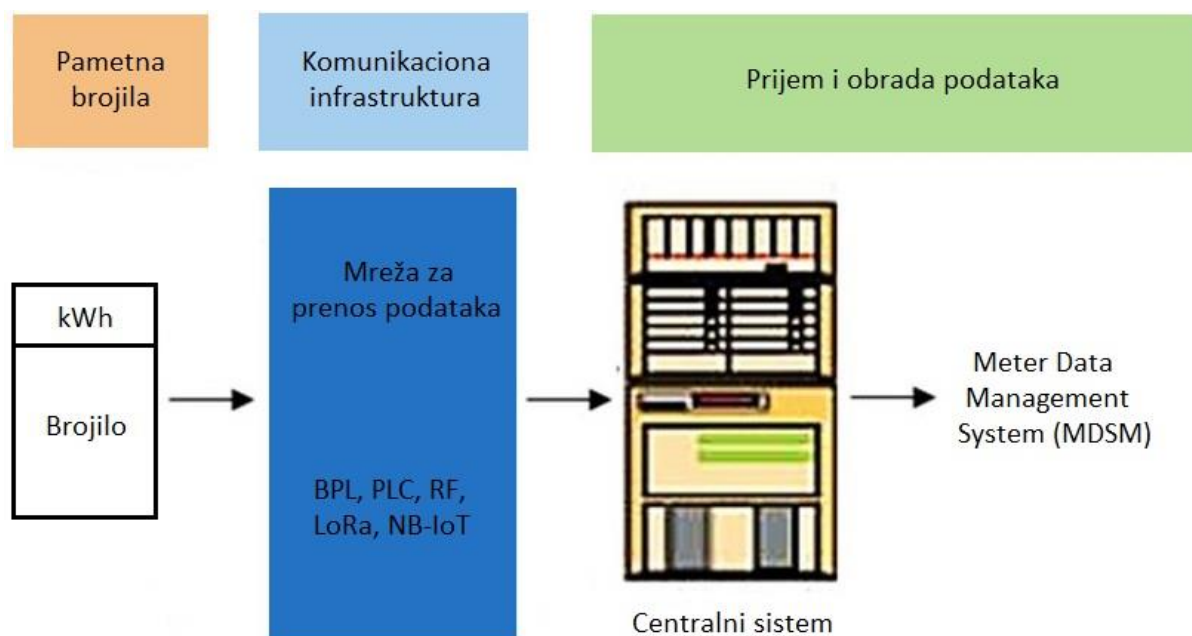 Pametna
brojila
Komunikaciona
infrastruktura
Prijem i obrada podataka
kWh
Brojilo
Mreža za
prenos podataka
BPL, PLC, RF,
LoRa, NB-IoT
Centralni sistem
Meter Data
Management
System (MDSM)